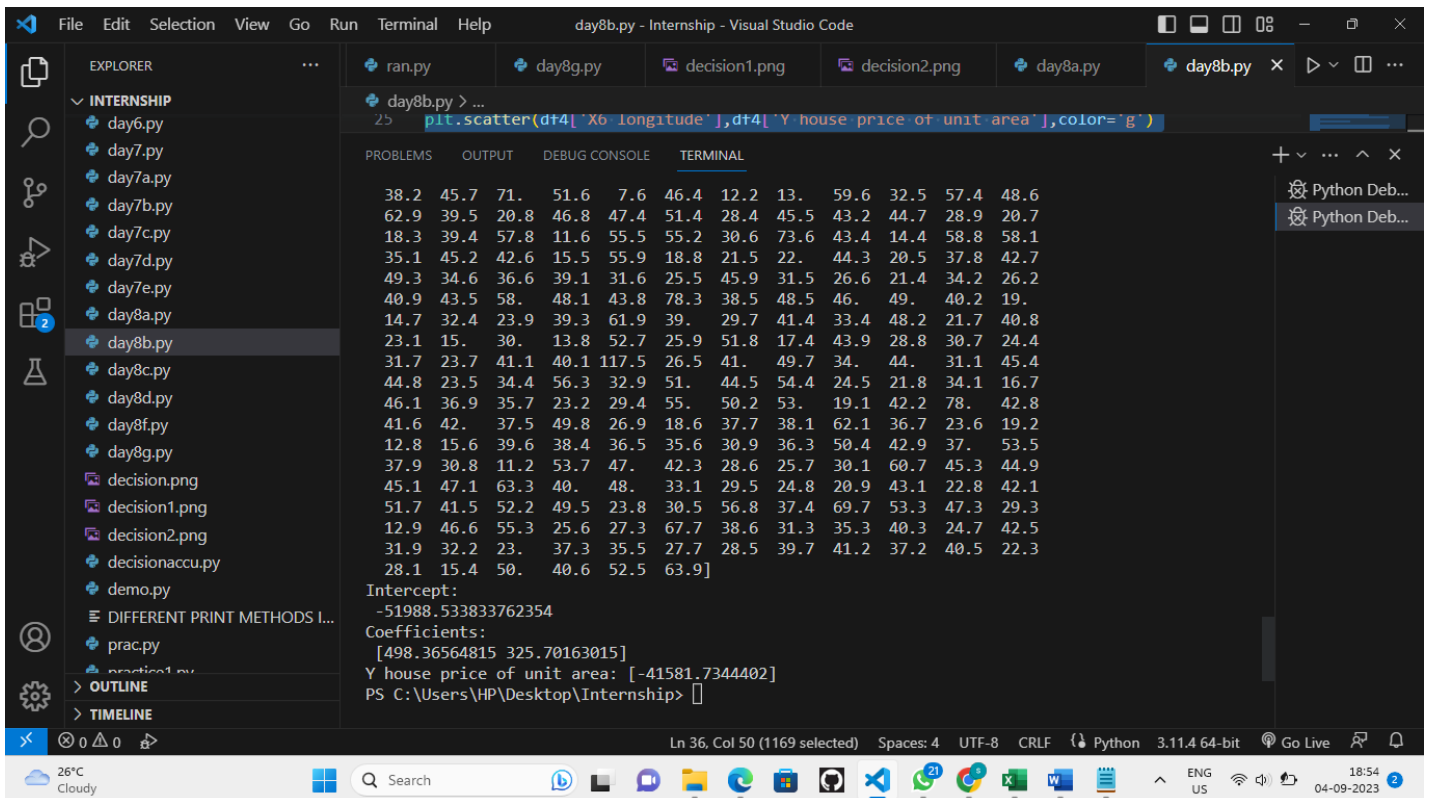 File Edit Selection View Go Run Terminal Help
day8b.py - Internship - Visual Studio Code
EXPLORER
ran.py
day8g.py
decision1.png
decision2.png
day8a.py
day8b.py
INTERNSHIP
day6.py
day7.py
day7a.py
day7b.py
day7c.py
day7d.py
day7e.py
day8a.py
day8b.py
day8c.py
day8d.py
day8f.py
day8g.py
decision.png
decision1.png
decision2.png
decisionaccu.py
demo.py
DIFFERENT PRINT METHODS I...
prac.py
practice1.py
OUTLINE
TIMELINE
2
day8b.py > ...
25 plt.scatter(df4['X6 longitude'],df4['Y house price of unit area'],color='g')
PROBLEMS OUTPUT DEBUG CONSOLE TERMINAL
Python Deb...
Python Deb...
38.2 45.7 71. 51.6 7.6 46.4 12.2 13. 59.6 32.5 57.4 48.6
62.9 39.5 20.8 46.8 47.4 51.4 28.4 45.5 43.2 44.7 28.9 20.7
18.3 39.4 57.8 11.6 55.5 55.2 30.6 73.6 43.4 14.4 58.8 58.1
35.1 45.2 42.6 15.5 55.9 18.8 21.5 22. 44.3 20.5 37.8 42.7
49.3 34.6 36.6 39.1 31.6 25.5 45.9 31.5 26.6 21.4 34.2 26.2
40.9 43.5 58. 48.1 43.8 78.3 38.5 48.5 46. 49. 40.2 19.
14.7 32.4 23.9 39.3 61.9 39. 29.7 41.4 33.4 48.2 21.7 40.8
23.1 15. 30. 13.8 52.7 25.9 51.8 17.4 43.9 28.8 30.7 24.4
31.7 23.7 41.1 40.1 117.5 26.5 41. 49.7 34. 44. 31.1 45.4
44.8 23.5 34.4 56.3 32.9 51. 44.5 54.4 24.5 21.8 34.1 16.7
46.1 36.9 35.7 23.2 29.4 55. 50.2 53. 19.1 42.2 78. 42.8
41.6 42. 37.5 49.8 26.9 18.6 37.7 38.1 62.1 36.7 23.6 19.2
12.8 15.6 39.6 38.4 36.5 35.6 30.9 36.3 50.4 42.9 37. 53.5
37.9 30.8 11.2 53.7 47. 42.3 28.6 25.7 30.1 60.7 45.3 44.9
45.1 47.1 63.3 40. 48. 33.1 29.5 24.8 20.9 43.1 22.8 42.1
51.7 41.5 52.2 49.5 23.8 30.5 56.8 37.4 69.7 53.3 47.3 29.3
12.9 46.6 55.3 25.6 27.3 67.7 38.6 31.3 35.3 40.3 24.7 42.5
31.9 32.2 23. 37.3 35.5 27.7 28.5 39.7 41.2 37.2 40.5 22.3
28.1 15.4 50. 40.6 52.5 63.9]
Intercept:
-51988.533833762354
Coefficients:
[498.36564815 325.70163015]
Y house price of unit area: [-41581.7344402]
PS C:\Users\HP\Desktop\Internship>
0 0
Ln 36, Col 50 (1169 selected) Spaces: 4 UTF-8 CRLF Python 3.11.4 64-bit Go Live
26°C
Cloudy
Search
21
ENG
US
18:54
04-09-2023
2